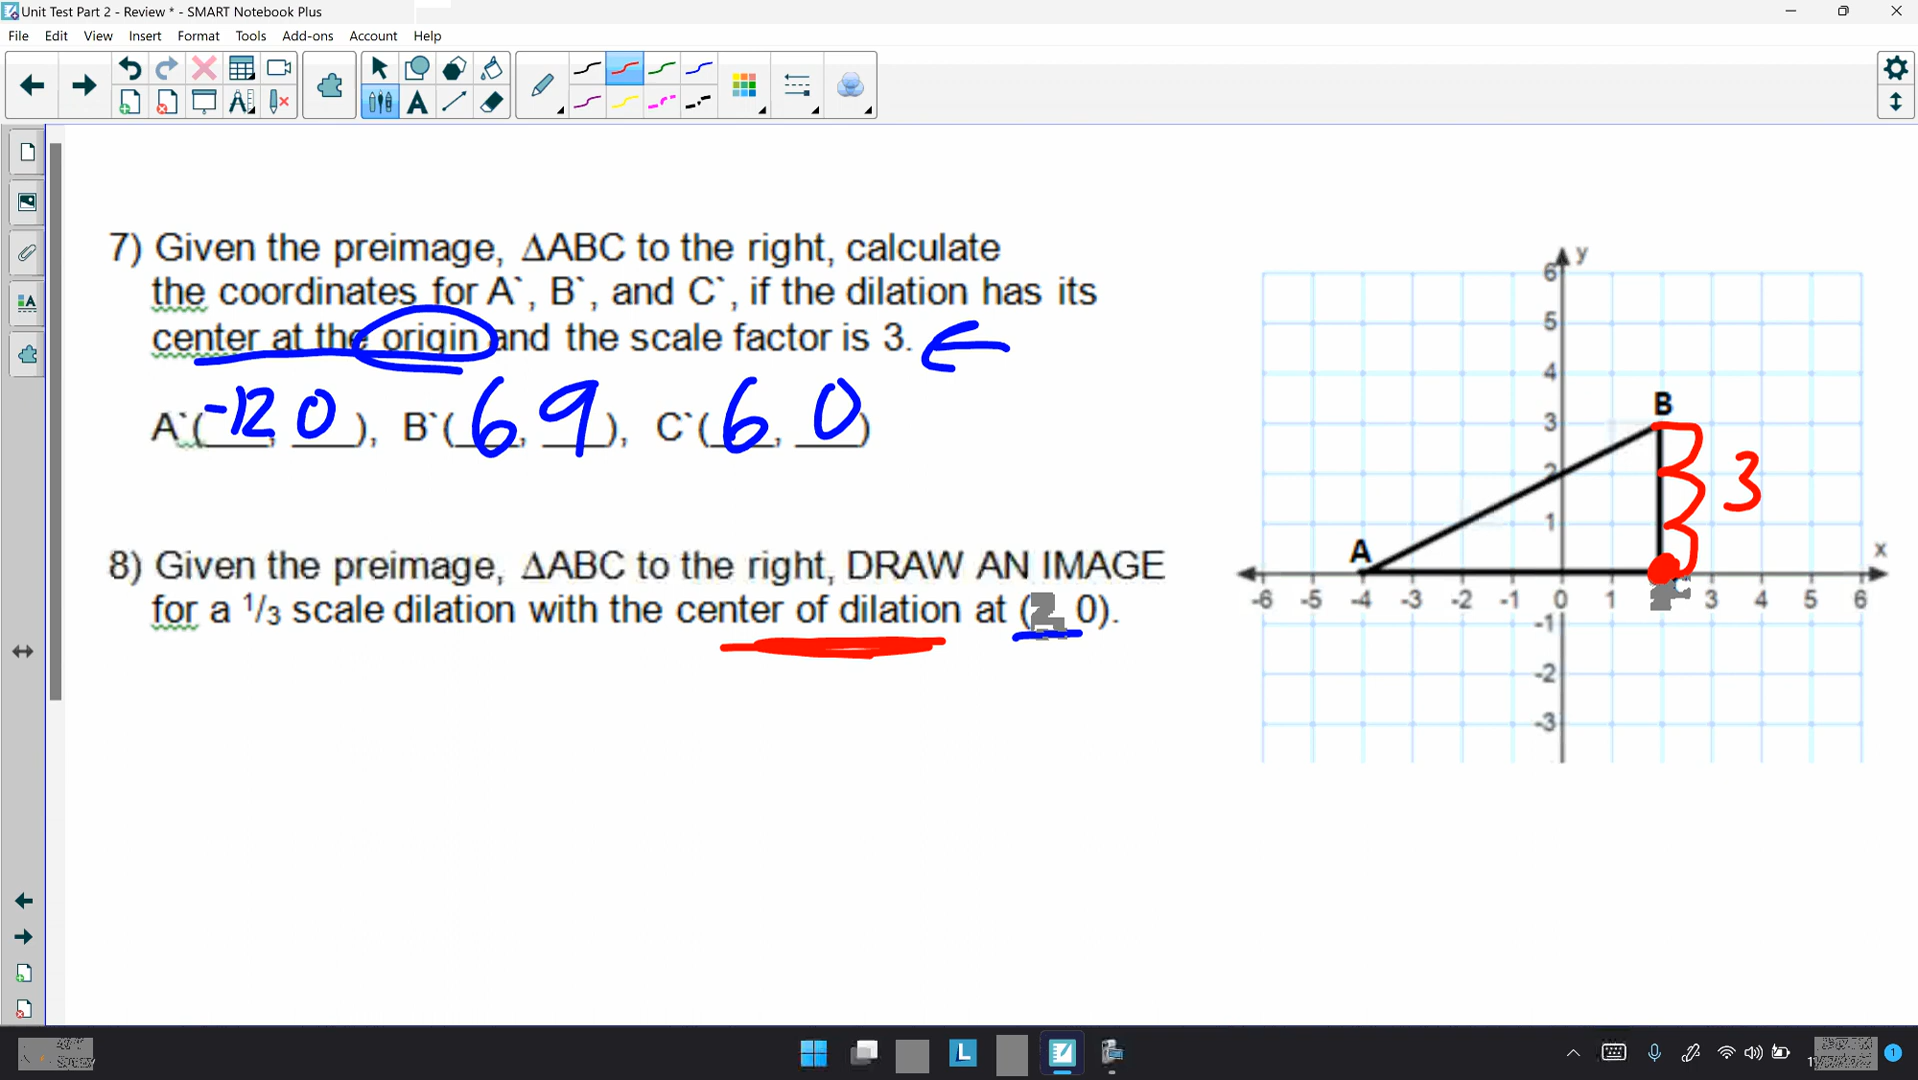 Unit Test Part 2 - Review * - SMART Notebook Plus
File Edit View Insert Format Tools Add-ons Account Help
7) Given the preimage, ΔABC to the right, calculate
the coordinates for A`, B`, and C`, if the dilation has its
center at the origin and the scale factor is 3.
A`(-12, 0), B`(6, 9), C`(6, 0)
8) Given the preimage, ΔABC to the right, DRAW AN IMAGE
for a 1/3 scale dilation with the center of dilation at (2, 0).
y
6
5
4
B
3
3
2
1
A
x
-6 -5 -4 -3 -2 -1 0 1 3 4 5 6
-1
-2
-3
L
1